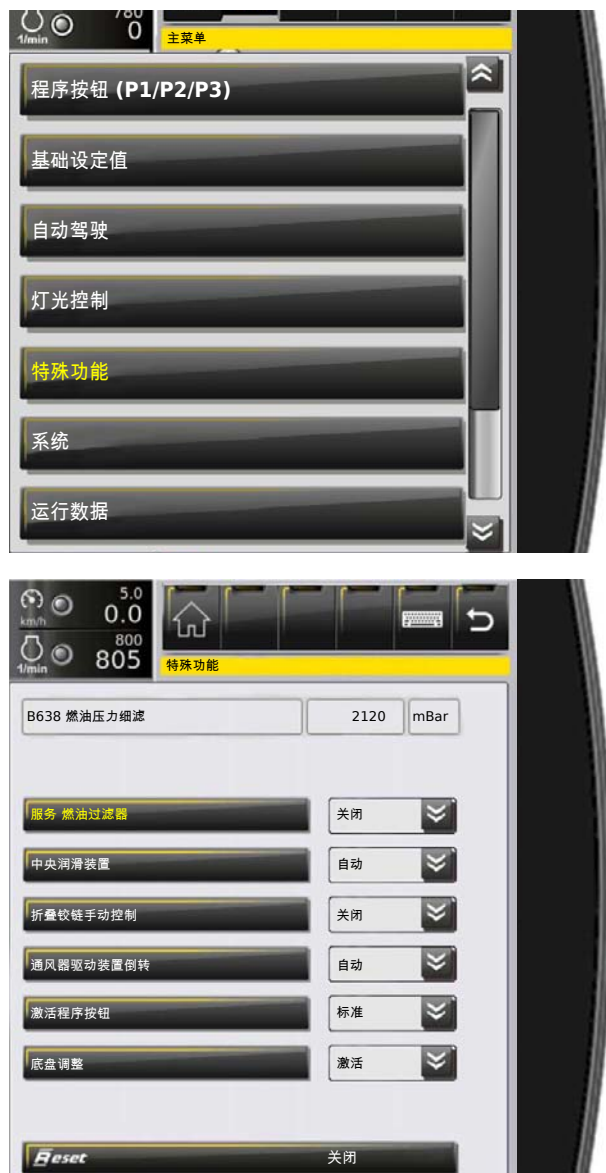 780
1/min 0
主菜单
程序按钮 (P1/P2/P3)
基础设定值
自动驾驶
灯光控制
特殊功能
系统
运行数据
5.0
km/h 0.0
800
1/min 805
特殊功能
B638 燃油压力细滤 2120 mBar
服务 燃油过滤器 关闭
中央润滑装置 自动
折叠铰链手动控制 关闭
通风器驱动装置倒转 自动
激活程序按钮 标准
底盘调整 激活
Reset 关闭